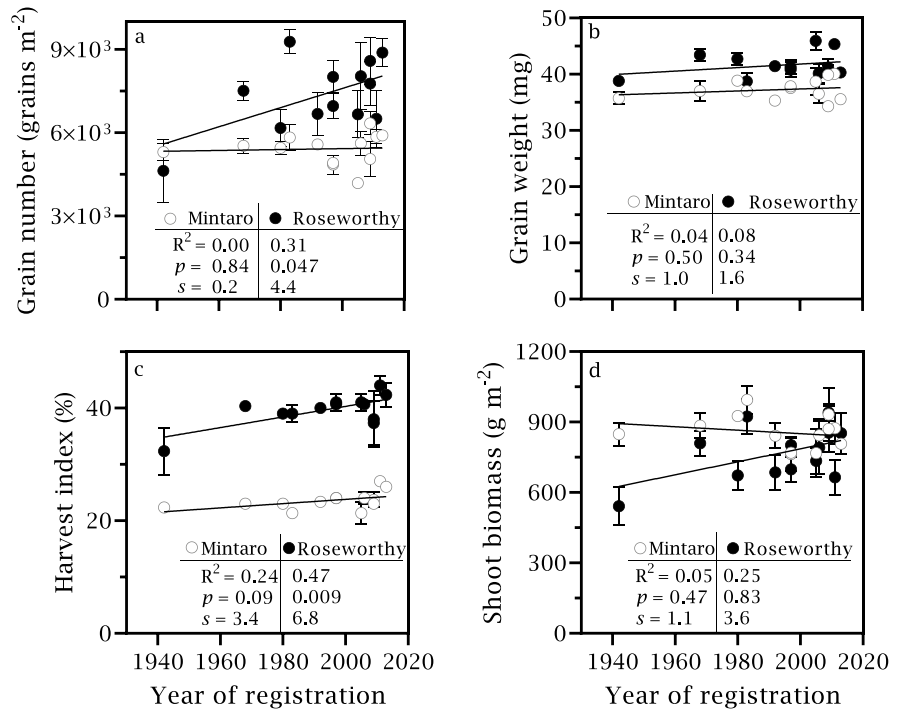 a
Grain number (grains m⁻²)
9×10³
6×10³
3×10³
0
Mintaro Roseworthy
R² = 0.00 0.31
p = 0.84 0.047
s = 0.2 4.4
b
Grain weight (mg)
50
40
30
20
10
0
Mintaro Roseworthy
R² = 0.04 0.08
p = 0.50 0.34
s = 1.0 1.6
c
Harvest index (%)
40
20
0
Mintaro Roseworthy
R² = 0.24 0.47
p = 0.09 0.009
s = 3.4 6.8
1940 1960 1980 2000 2020
Year of registration
d
Shoot biomass (g m⁻²)
1200
900
600
300
0
Mintaro Roseworthy
R² = 0.05 0.25
p = 0.47 0.83
s = 1.1 3.6
1940 1960 1980 2000 2020
Year of registration